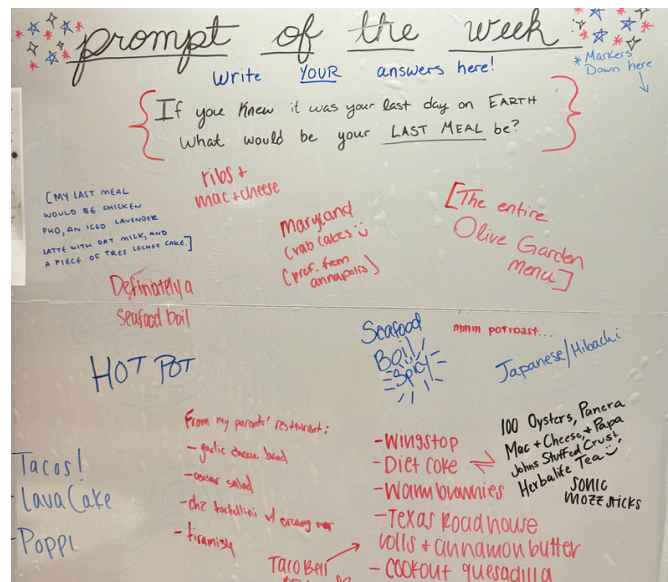 prompt of the week
Write YOUR answers here!
*Markers
Down here
If you knew it was your last day on EARTH
What would be your LAST MEAL be?
[MY LAST MEAL
WOULD BE CHICKEN
PHO, AN ICED LAVENDER
LATTE WITH OAT MILK, AND
A PIECE OF TRES LECHES CAKE.]
ribs +
mac + cheese
Maryland
Crab cakes
(pref. from
annapolis)
[The entire
Olive Garden
menu]
Definitely a
seafood boil
Seafood
Boil
Spicy
mmm potroast...
Japanese/Hibachi
HOT POT
From my parents' restaurant:
- garlic cheese bread
- caesar salad
- chz tortellini w/ creamy
- tiramisu
Tacos!
- Lava Cake
- Poppi
- Wingstop
- Diet Coke
- Warm brownies
- Texas Roadhouse
rolls + cinnamon butter
- Cookout quesadilla
100 Oysters, Panera
Mac + Cheese, + Papa
Johns Stuffed Crust,
Herbalife Tea
SONIC
MOZZ STICKS
Taco Bell